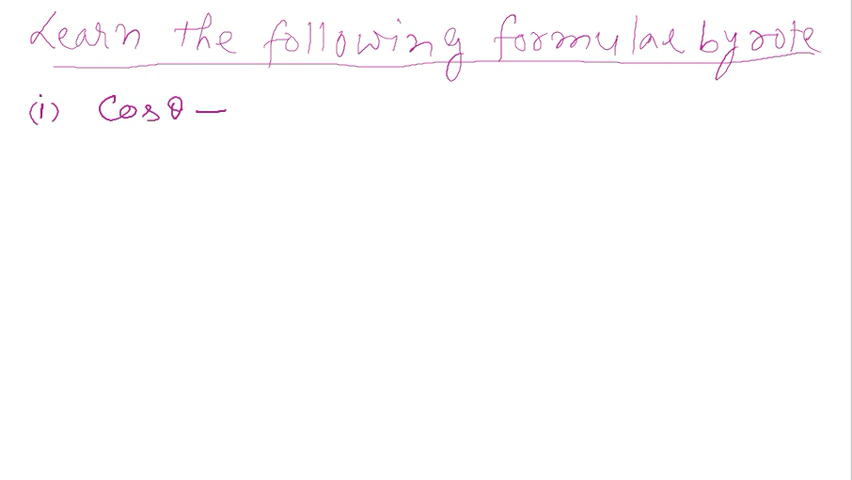 Learn the following formulae by rote
(i) Cosθ —